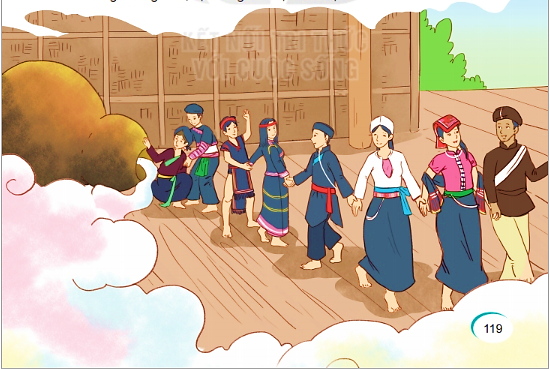 KẾT NỐI TRI THỨC
VỚI CUỘC SỐNG
119